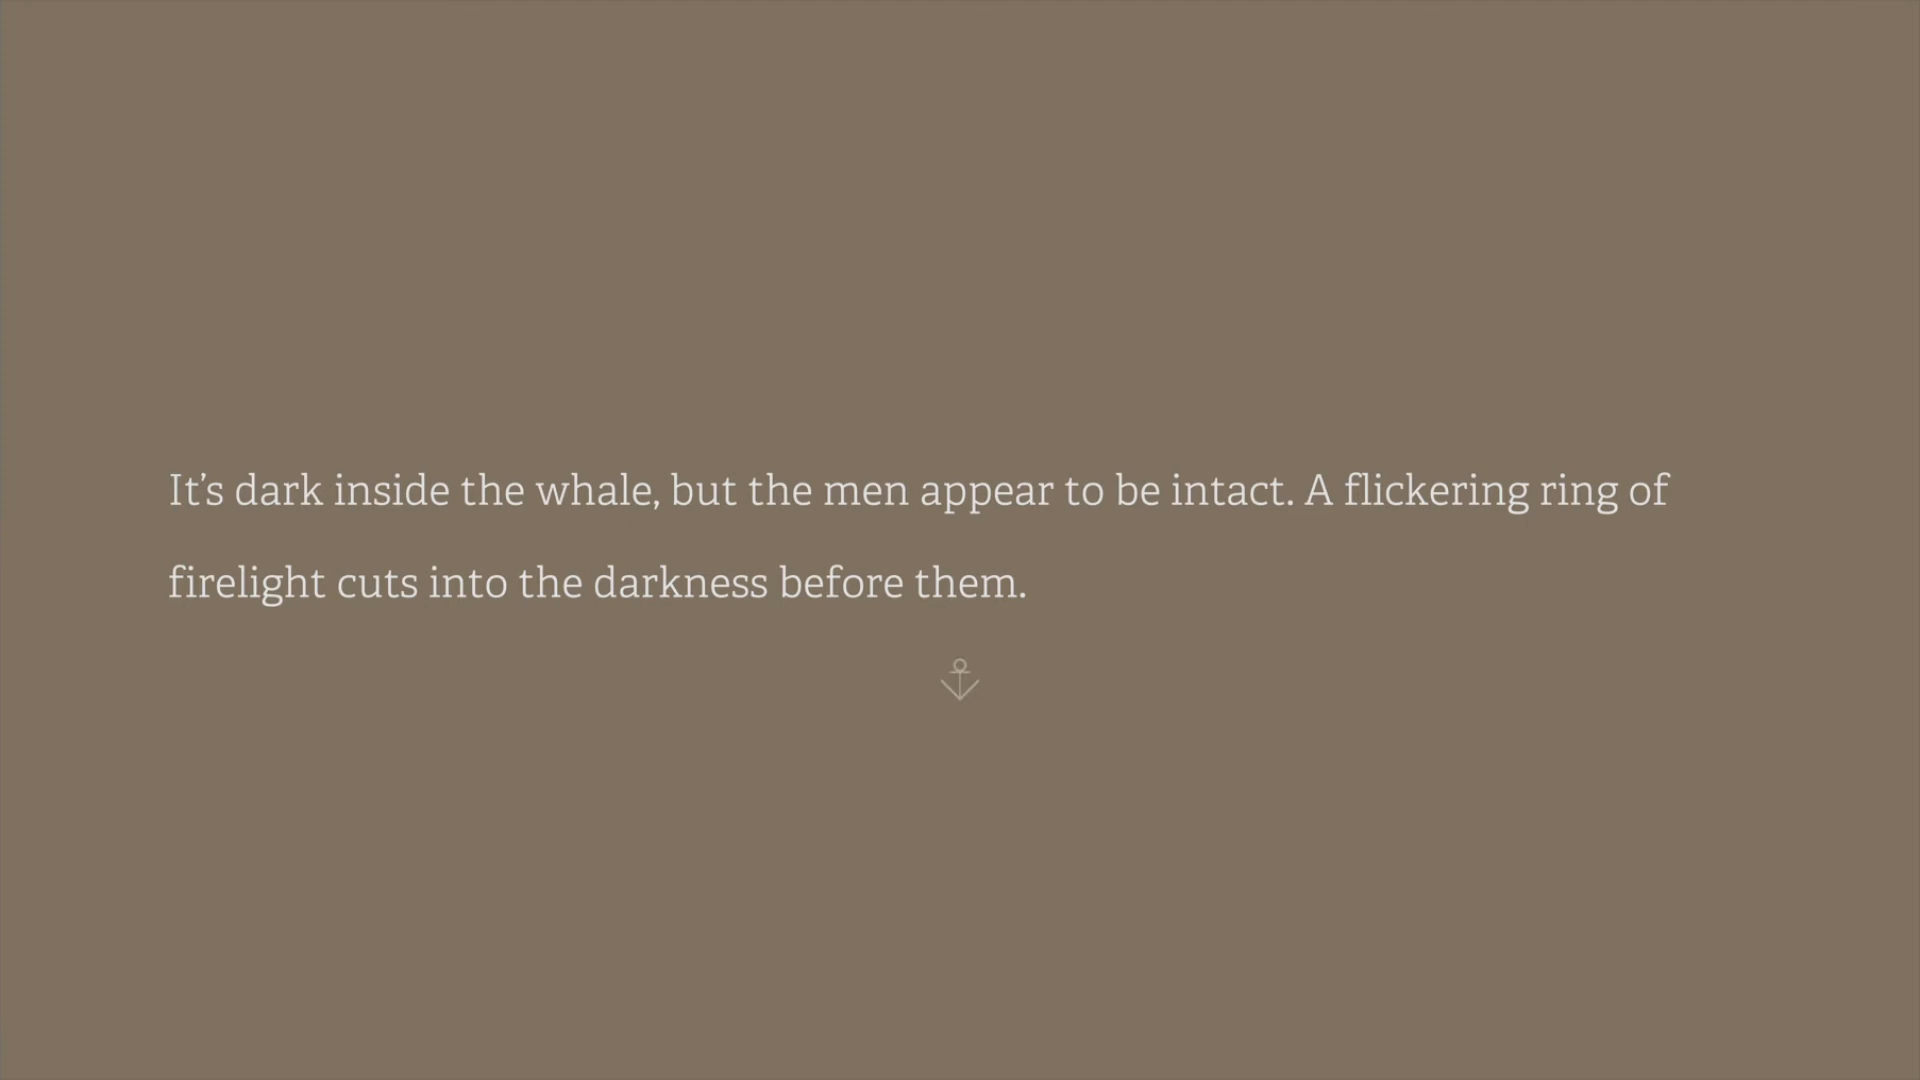 It’s dark inside the whale, but the men appear to be intact. A flickering ring of
firelight cuts into the darkness before them.